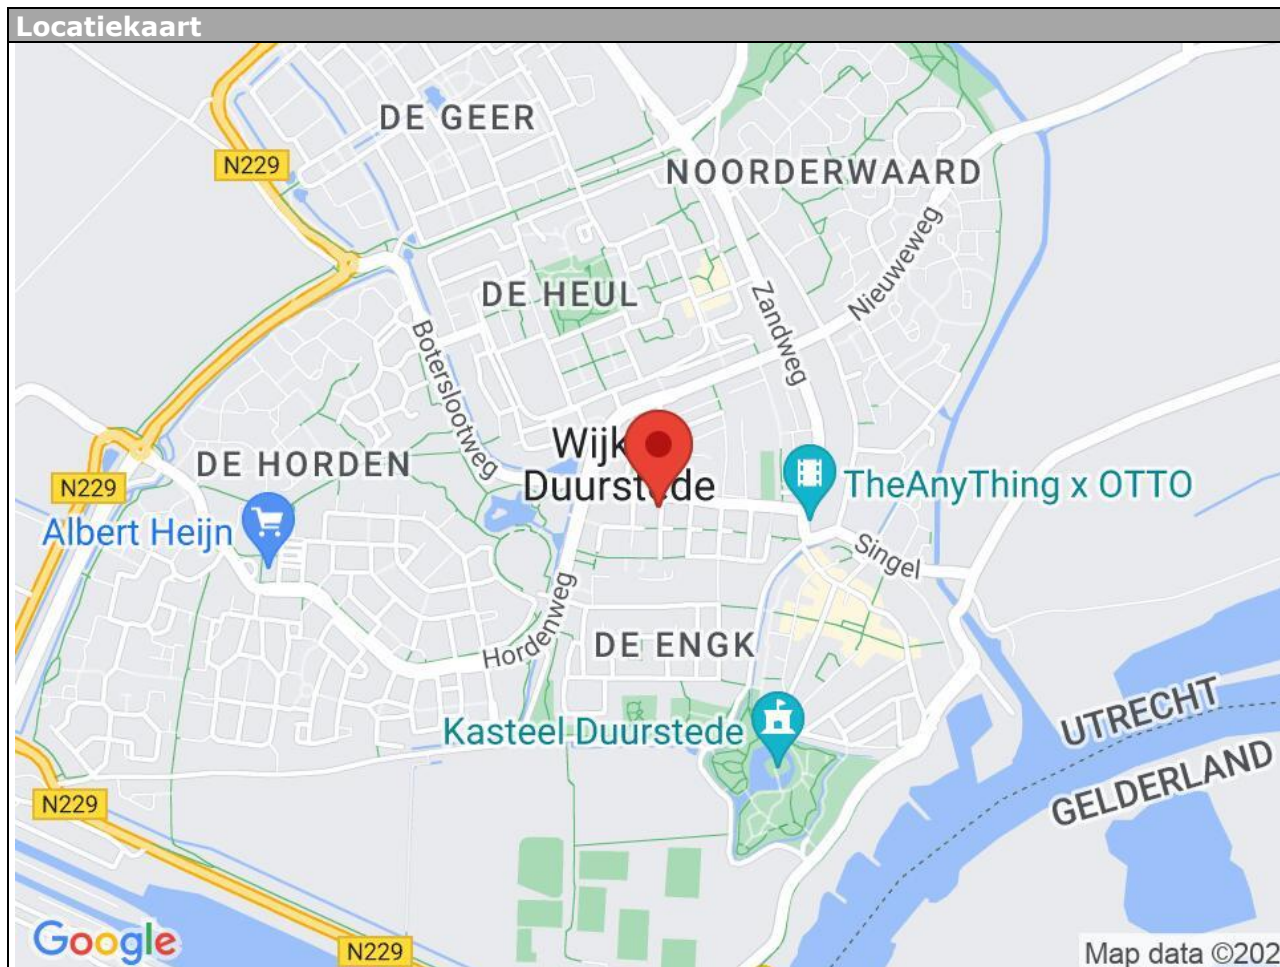 Locatiekaart
DE GEER
N229
NOORDERWAARD
Nieuweweg
DE HEUL
Zandweg
Boterslootweg
Wijk
Duurstede
DE HORDEN
N229
TheAnyThing x OTTO
Albert Heijn
Singel
Hordenweg
DE ENGK
Kasteel Duurstede
UTRECHT
GELDERLAND
N229
Google
N229
Map data ©202